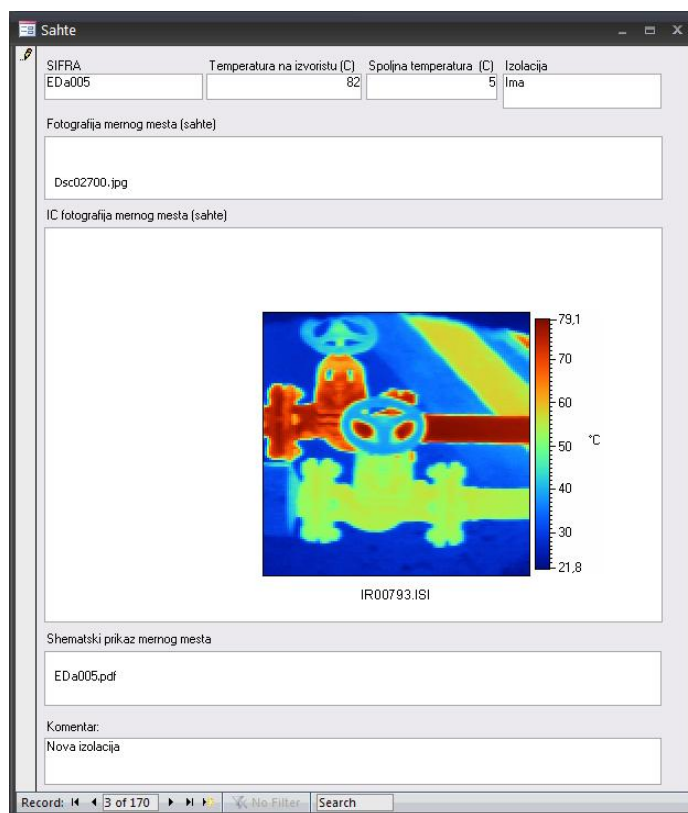 Sahte
SIFRA Temperatura na izvoristu (C) Spoljna temperatura (C) Izolacija
EDa005 82 5 Ima
Fotografija mernog mesta (sahte)
Dsc02700.jpg
IC fotografija mernog mesta (sahte)
79,1
70
60
50 °C
40
30
21,8
IR00793.ISI
Shematski prikaz mernog mesta
EDa005.pdf
Komentar:
Nova izolacija
Record: 3 of 170 No Filter Search